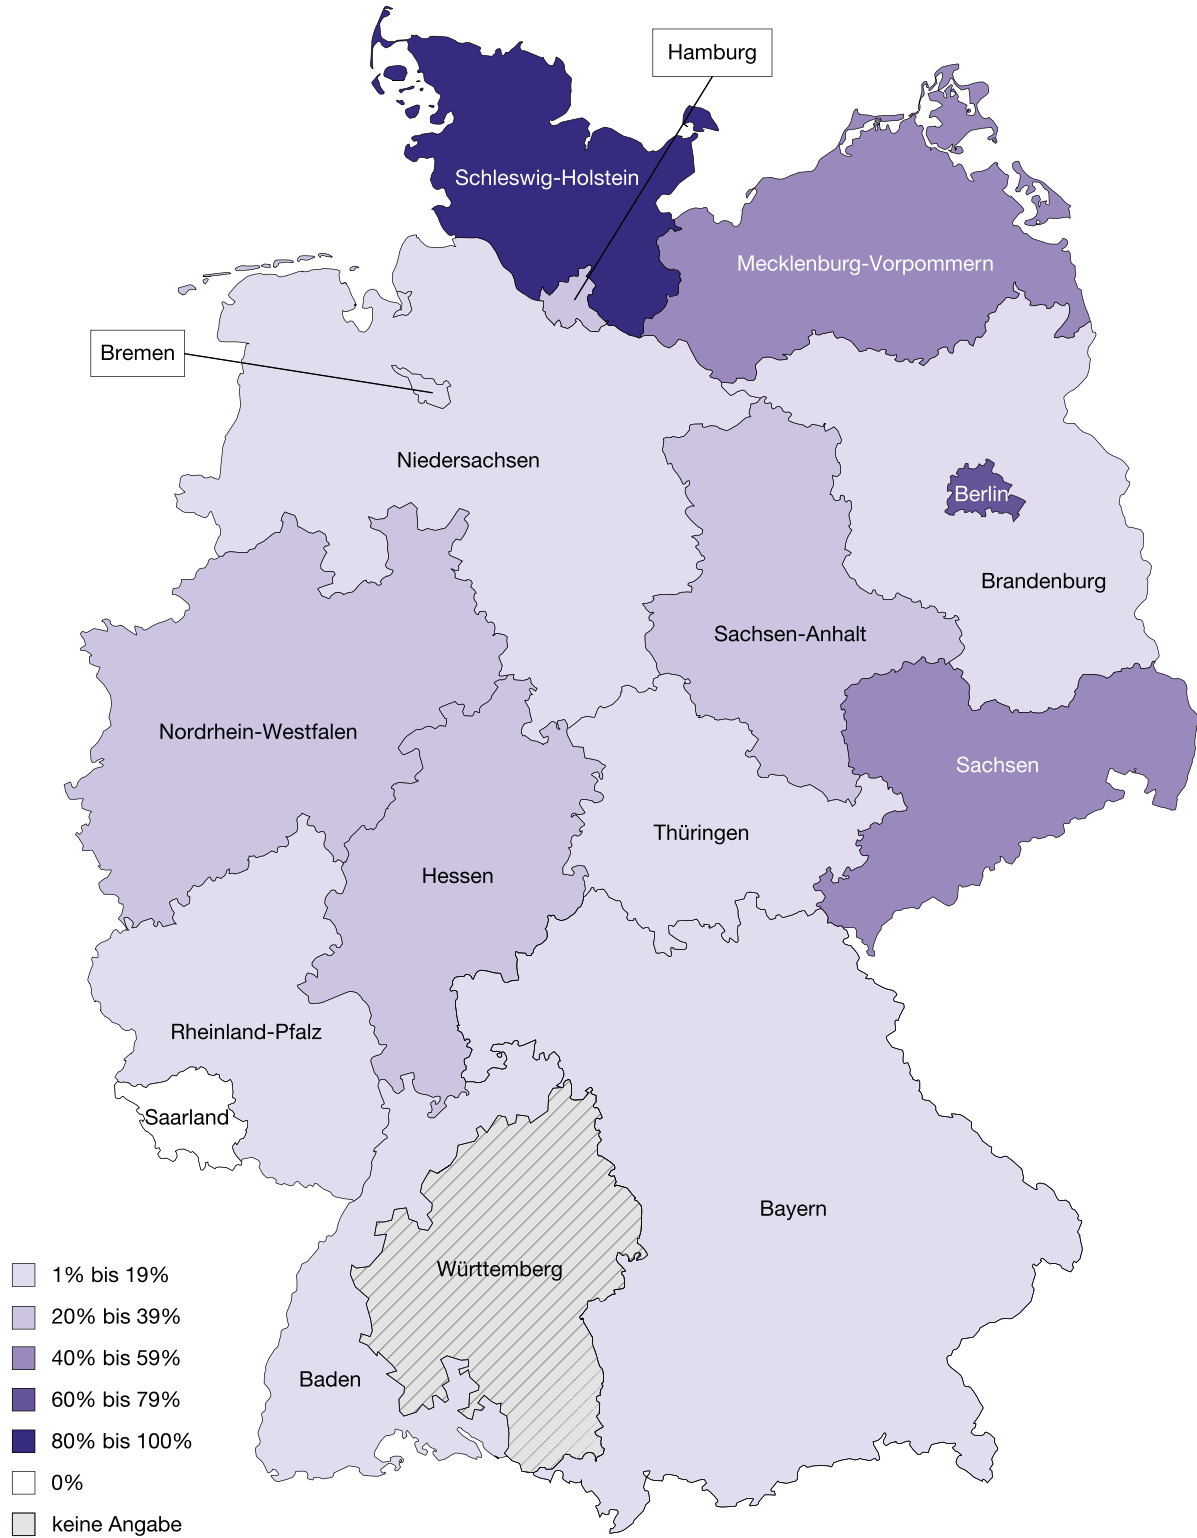 Hamburg
Schleswig-Holstein
Mecklenburg-Vorpommern
Bremen
Niedersachsen
Berlin
Brandenburg
Sachsen-Anhalt
Nordrhein-Westfalen
Sachsen
Thüringen
Hessen
Rheinland-Pfalz
Saarland
Bayern
Württemberg
Baden
1% bis 19%
20% bis 39%
40% bis 59%
60% bis 79%
80% bis 100%
0%
keine Angabe